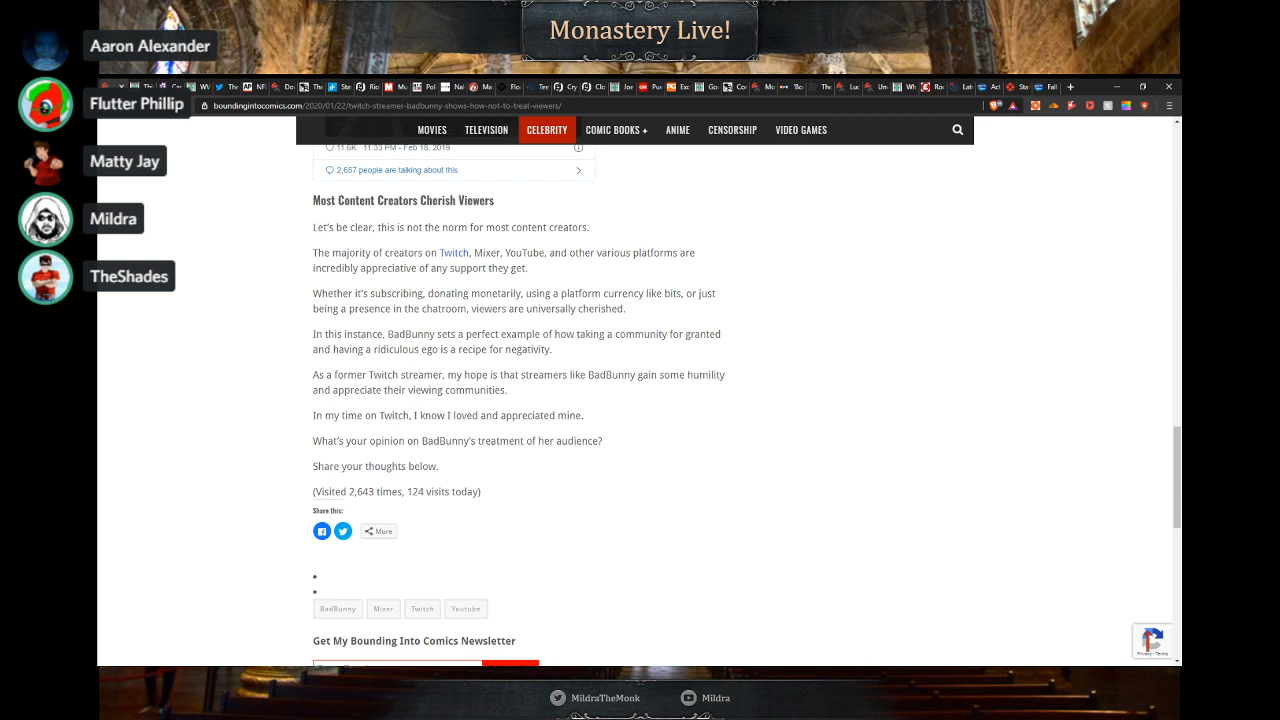 Monastery Live!
Aaron Alexander
Flutter Phillip
Matty Jay
Mildra
TheShades
boundingintocomics.com/2020/01/22/twitch-streamer-badbunny-shows-how-not-to-treat-viewers/
MOVIES TELEVISION CELEBRITY COMIC BOOKS + ANIME CENSORSHIP VIDEO GAMES
11.6K 11:33 PM - Feb 18, 2019
2,657 people are talking about this
Most Content Creators Cherish Viewers
Let's be clear, this is not the norm for most content creators.
The majority of creators on Twitch, Mixer, YouTube, and other various platforms are
incredibly appreciative of any support they get.
Whether it's subscribing, donating monetarily, using a platform currency like bits, or just
being a presence in the chatroom, viewers are universally cherished.
In this instance, BadBunny sets a perfect example of how taking a community for granted
and having a ridiculous ego is a recipe for negativity.
As a former Twitch streamer, my hope is that streamers like BadBunny gain some humility
and appreciate their viewing communities.
In my time on Twitch, I know I loved and appreciated mine.
What's your opinion on BadBunny's treatment of her audience?
Share your thoughts below.
(Visited 2,643 times, 124 visits today)
Share this:
More
BadBunny Mixer Twitch Youtube
Get My Bounding Into Comics Newsletter
Privacy - Terms
MildraTheMonk Mildra